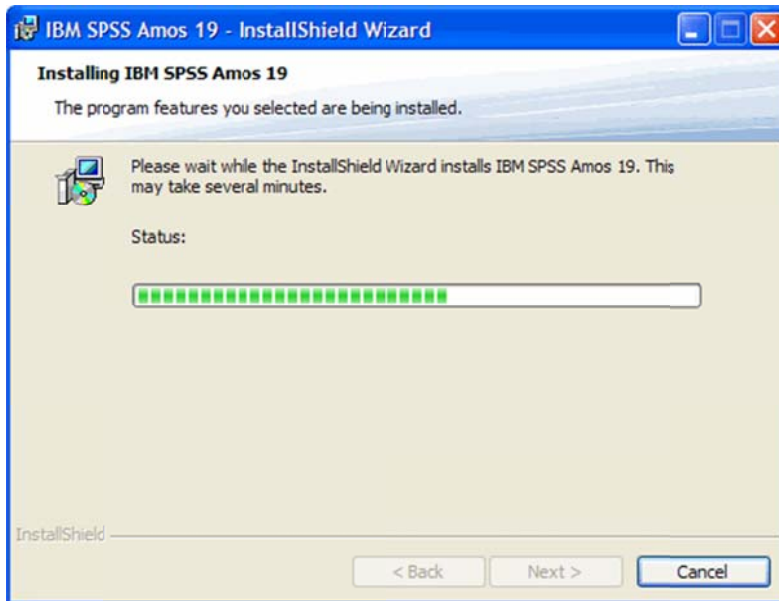 IBM SPSS Amos 19 - InstallShield Wizard
Installing IBM SPSS Amos 19
The program features you selected are being installed.
Please wait while the InstallShield Wizard installs IBM SPSS Amos 19. This
may take several minutes.
Status:
InstallShield
< Back
Next >
Cancel